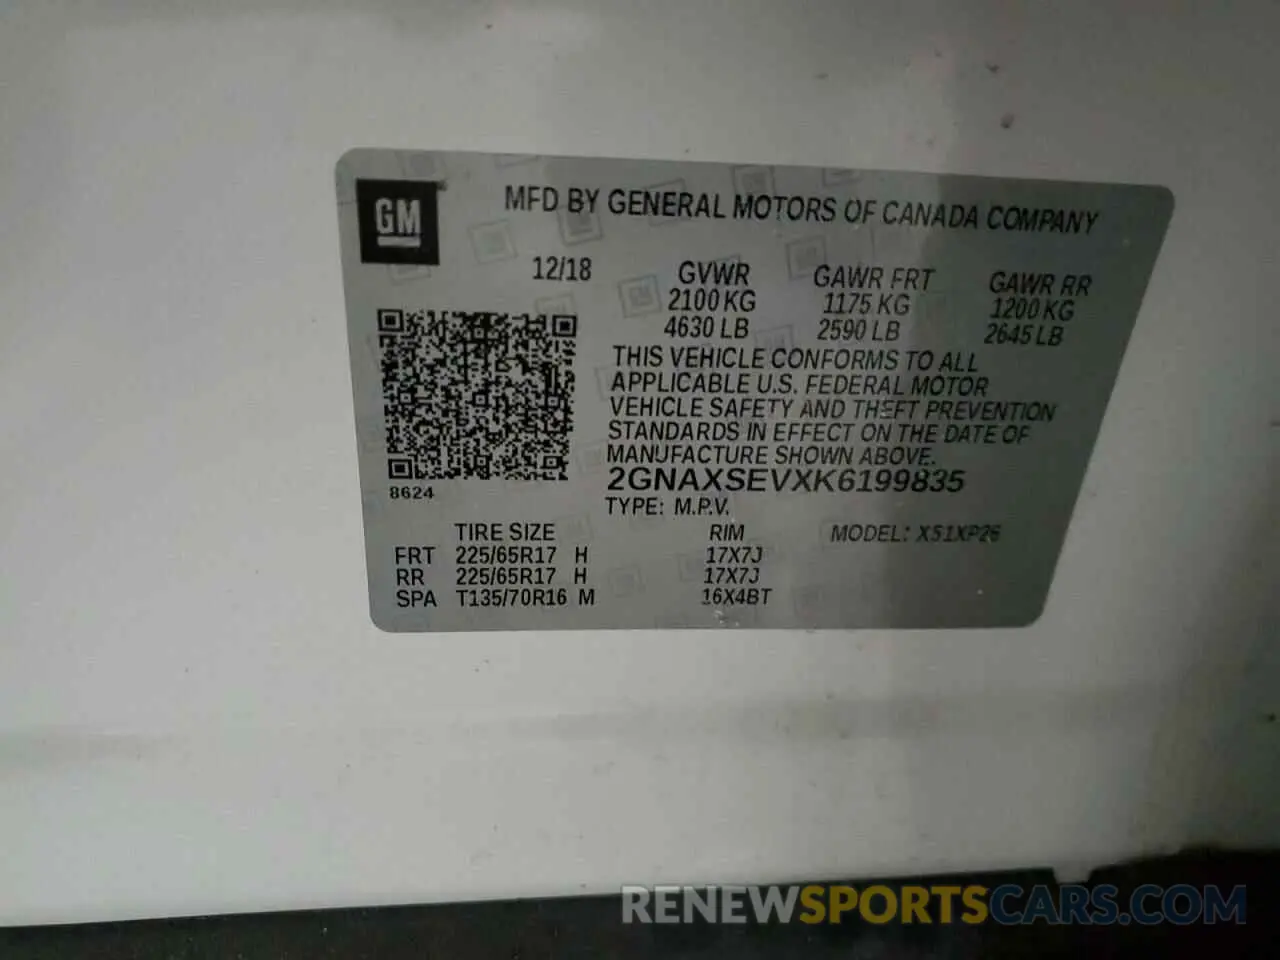 GM
MFD BY GENERAL MOTORS OF CANADA COMPANY
12/18 GVWR GAWR FRT GAWR RR
2100 KG 1175 KG 1200 KG
4630 LB 2590 LB 2645 LB
THIS VEHICLE CONFORMS TO ALL
APPLICABLE U.S. FEDERAL MOTOR
VEHICLE SAFETY AND THEFT PREVENTION
STANDARDS IN EFFECT ON THE DATE OF
MANUFACTURE SHOWN ABOVE.
2GNAXSEVXK6199835
8624
TYPE: M.P.V.
TIRE SIZE RIM MODEL: X51XP26
FRT 225/65R17 H 17X7J
RR 225/65R17 H 17X7J
SPA T135/70R16 M 16X4BT
RENEWSPORTSCARS.COM